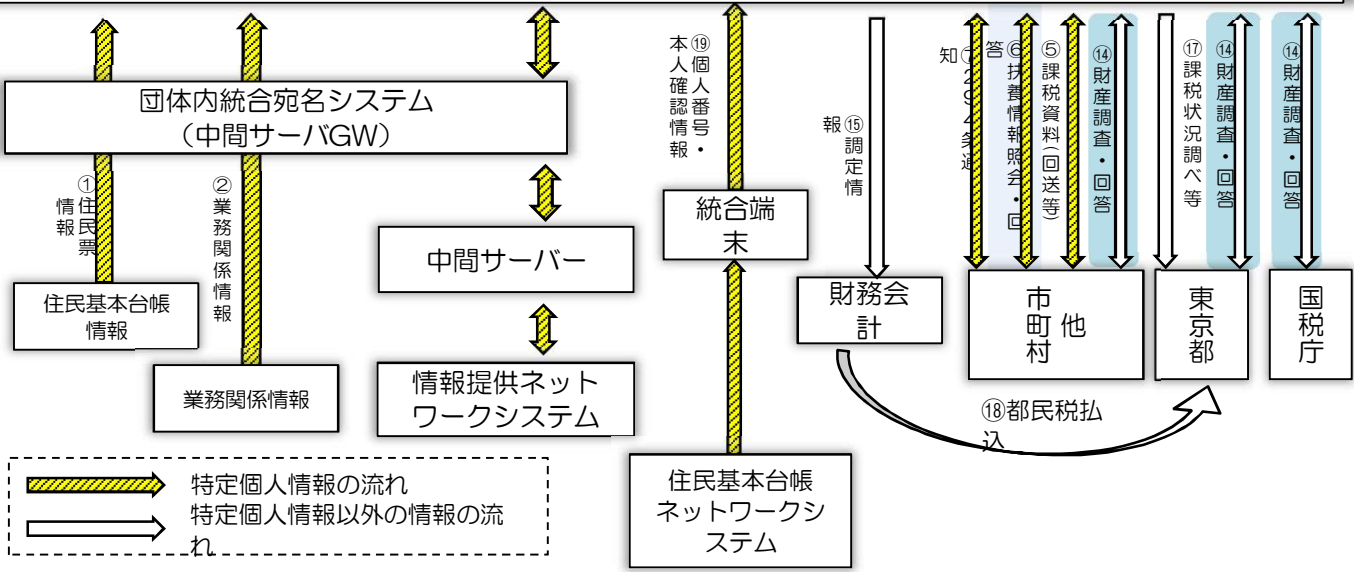 団体内統合宛名システム
（中間サーバGW）
①住民票
情報
②業務関係情報
住民基本台帳
情報
業務関係情報
中間サーバー
情報提供ネット
ワークシステム
⑲個人番号・
本人確認情報
統合端
末
住民基本台帳
ネットワークシ
ステム
⑮調定情
報
財務会
計
⑱都民税払
込
知
⑥扶養情報照会・回
答
⑤課税資料(回送等)
⑭財産調査・回答
⑰課税状況調べ等
⑭財産調査・回答
⑭財産調査・回答
他
市町村
東京都
国税庁
特定個人情報の流れ
特定個人情報以外の情報の流
れ